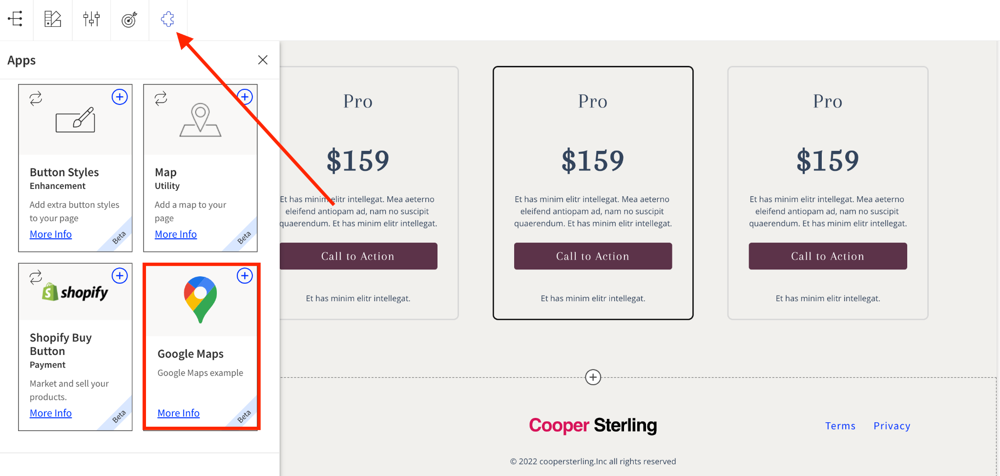 Apps
Button Styles
Enhancement
Add extra button styles
to your page
More Info
Beta
Map
Utility
Add a map to your
page
More Info
Beta
shopify
Shopify Buy
Button
Payment
Market and sell your
products.
More Info
Beta
Google Maps
Google Maps example
More Info
Beta
Pro
$159
Et has minim elitr intellegat. Mea aeterno
eleifend antiopam ad, nam no suscipit
quaerendum. Et has minim elitr intellegat.
Call to Action
Et has minim elitr intellegat.
Pro
$159
Et has minim elitr intellegat. Mea aeterno
eleifend antiopam ad, nam no suscipit
quaerendum. Et has minim elitr intellegat.
Call to Action
Et has minim elitr intellegat.
Pro
$159
Et has minim elitr intellegat. Mea aeterno
eleifend antiopam ad, nam no suscipit
quaerendum. Et has minim elitr intellegat.
Call to Action
Et has minim elitr intellegat.
Cooper Sterling
Terms Privacy
© 2022 coopersterling.Inc all rights reserved